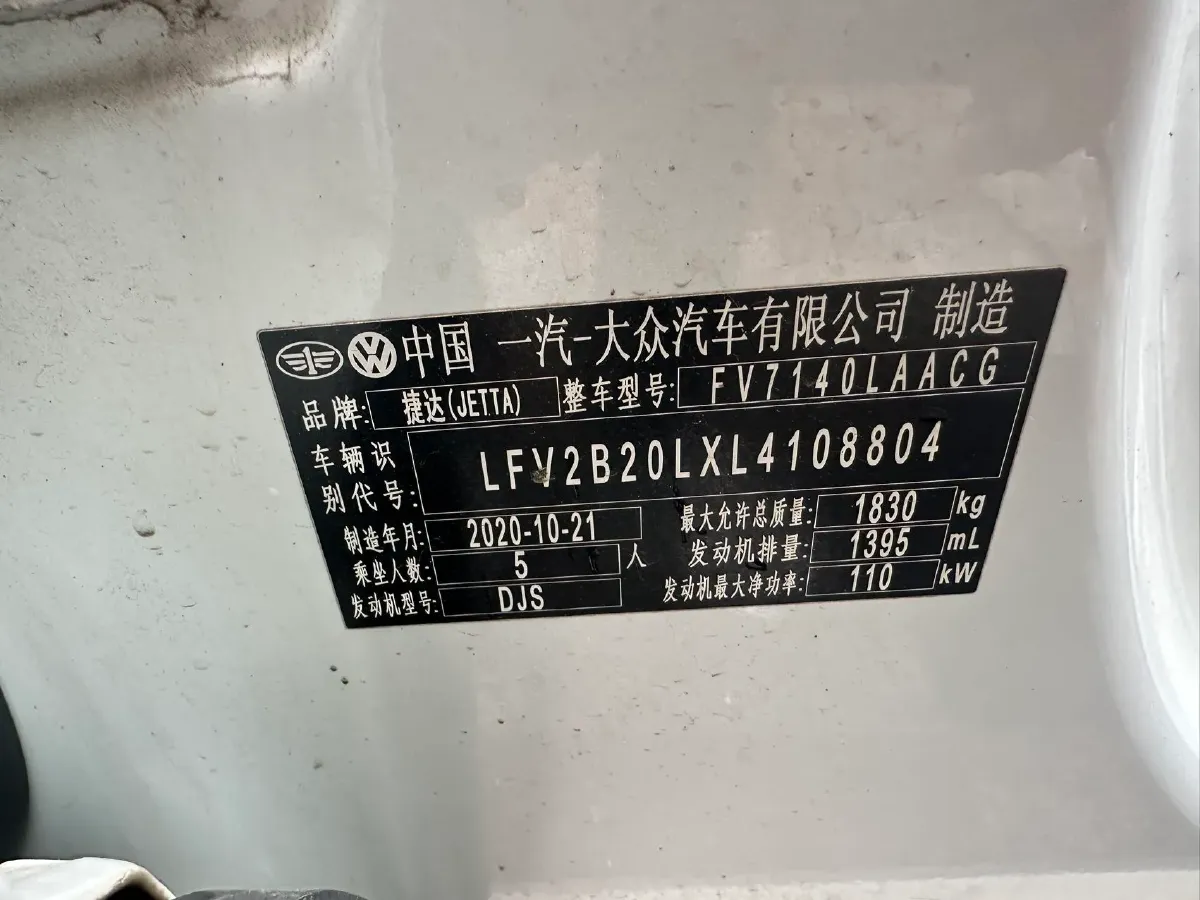 中国 一汽-大众汽车有限公司 制造
品牌: 捷达(JETTA) 整车型号: FV7140LAACG
车辆识别代号: LFV2B20LXL4108804
制造年月: 2020-10-21 最大允许总质量: 1830 kg
乘坐人数: 5 人 发动机排量: 1395 mL
发动机型号: DJS 发动机最大净功率: 110 kW